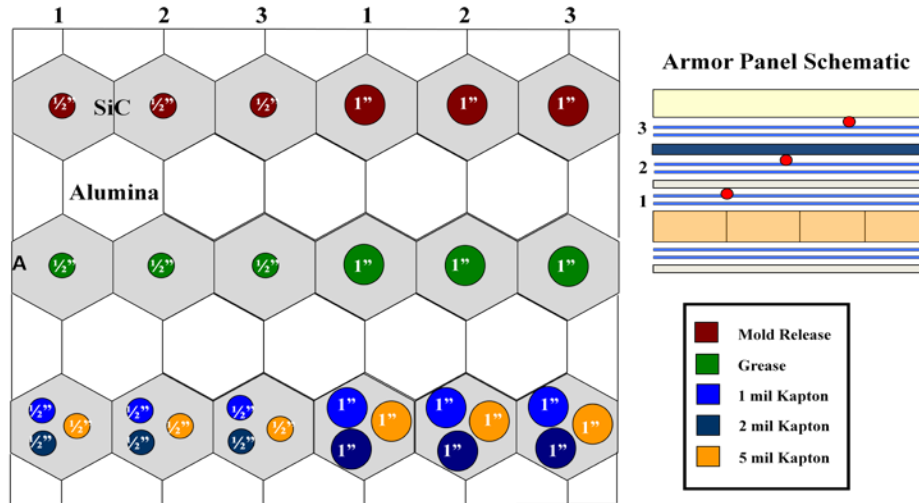 1 2 3 1 2 3
½” SiC ½” ½” 1” 1” 1”
Alumina
A ½” ½” ½” 1” 1” 1”
½” ½” ½” ½” ½” ½” ½” ½” ½” 1” 1” 1” 1” 1” 1” 1” 1” 1”
Armor Panel Schematic
3
2
1
Mold Release
Grease
1 mil Kapton
2 mil Kapton
5 mil Kapton